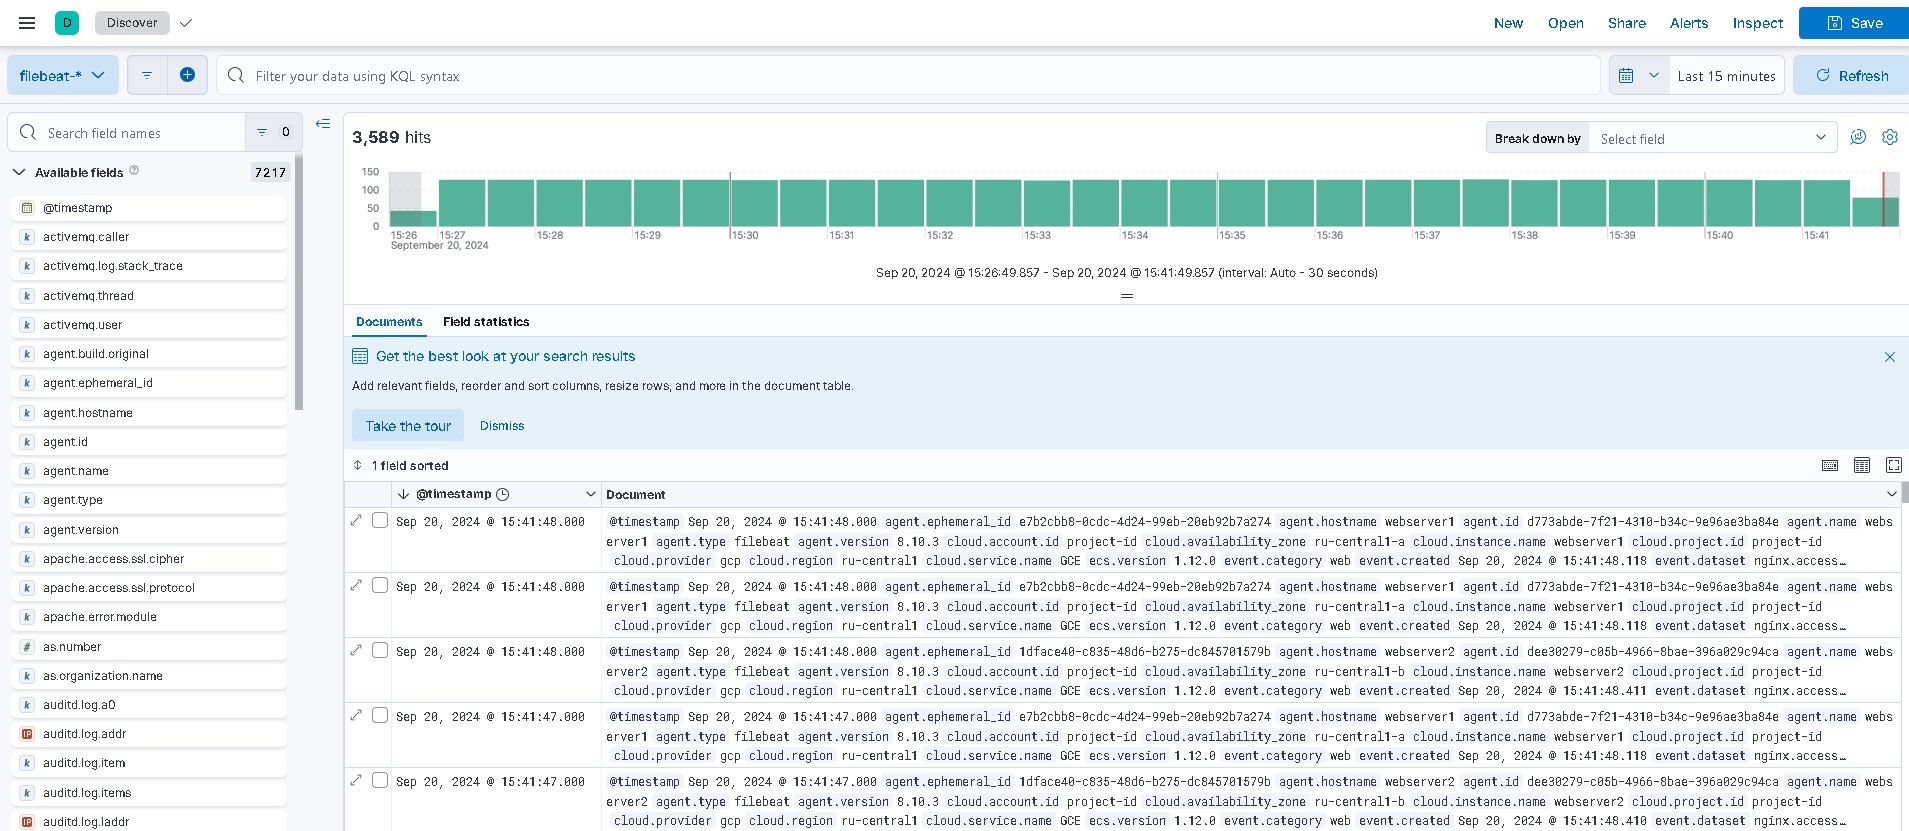 D Discover New Open Share Alerts Inspect Save
filebeat-* Filter your data using KQL syntax Last 15 minutes Refresh
Search field names 0
Available fields 7217
@timestamp
activemq.caller
activemq.log.stack_trace
activemq.thread
activemq.user
agent.build.original
agent.ephemeral_id
agent.hostname
agent.id
agent.name
agent.type
agent.version
apache.access.ssl.cipher
apache.access.ssl.protocol
apache.error.module
as.number
as.organization.name
auditd.log.a0
auditd.log.addr
auditd.log.item
auditd.log.items
auditd.log.laddr
3,589 hits
Break down by Select field
150
100
50
0
15:26 15:27 15:28 15:29 15:30 15:31 15:32 15:33 15:34 15:35 15:36 15:37 15:38 15:39 15:40 15:41
September 20, 2024
Sep 20, 2024 @ 15:26:49.857 - Sep 20, 2024 @ 15:41:49.857 (interval: Auto - 30 seconds)
Documents Field statistics
Get the best look at your search results
Add relevant fields, reorder and sort columns, resize rows, and more in the document table.
Take the tour Dismiss
1 field sorted
@timestamp Document
Sep 20, 2024 @ 15:41:48.000 @timestamp Sep 20, 2024 @ 15:41:48.000 agent.ephemeral_id e7b2cbb8-0cdc-4d24-99eb-20eb92b7a274 agent.hostname webserver1 agent.id d773abde-7f21-4310-b34c-9e96ae3ba84e agent.name webs
erver1 agent.type filebeat agent.version 8.10.3 cloud.account.id project-id cloud.availability_zone ru-central1-a cloud.instance.name webserver1 cloud.project.id project-id
cloud.provider gcp cloud.region ru-central1 cloud.service.name GCE ecs.version 1.12.0 event.category web event.created Sep 20, 2024 @ 15:41:48.118 event.dataset nginx.access…
Sep 20, 2024 @ 15:41:48.000 @timestamp Sep 20, 2024 @ 15:41:48.000 agent.ephemeral_id e7b2cbb8-0cdc-4d24-99eb-20eb92b7a274 agent.hostname webserver1 agent.id d773abde-7f21-4310-b34c-9e96ae3ba84e agent.name webs
erver1 agent.type filebeat agent.version 8.10.3 cloud.account.id project-id cloud.availability_zone ru-central1-a cloud.instance.name webserver1 cloud.project.id project-id
cloud.provider gcp cloud.region ru-central1 cloud.service.name GCE ecs.version 1.12.0 event.category web event.created Sep 20, 2024 @ 15:41:48.118 event.dataset nginx.access…
Sep 20, 2024 @ 15:41:48.000 @timestamp Sep 20, 2024 @ 15:41:48.000 agent.ephemeral_id 1dface40-c835-48d6-b275-dc845701579b agent.hostname webserver2 agent.id dee30279-c05b-4966-8bae-396a029c94ca agent.name webs
erver2 agent.type filebeat agent.version 8.10.3 cloud.account.id project-id cloud.availability_zone ru-central1-b cloud.instance.name webserver2 cloud.project.id project-id
cloud.provider gcp cloud.region ru-central1 cloud.service.name GCE ecs.version 1.12.0 event.category web event.created Sep 20, 2024 @ 15:41:48.411 event.dataset nginx.access…
Sep 20, 2024 @ 15:41:47.000 @timestamp Sep 20, 2024 @ 15:41:47.000 agent.ephemeral_id e7b2cbb8-0cdc-4d24-99eb-20eb92b7a274 agent.hostname webserver1 agent.id d773abde-7f21-4310-b34c-9e96ae3ba84e agent.name webs
erver1 agent.type filebeat agent.version 8.10.3 cloud.account.id project-id cloud.availability_zone ru-central1-a cloud.instance.name webserver1 cloud.project.id project-id
cloud.provider gcp cloud.region ru-central1 cloud.service.name GCE ecs.version 1.12.0 event.category web event.created Sep 20, 2024 @ 15:41:48.118 event.dataset nginx.access…
Sep 20, 2024 @ 15:41:47.000 @timestamp Sep 20, 2024 @ 15:41:47.000 agent.ephemeral_id 1dface40-c835-48d6-b275-dc845701579b agent.hostname webserver2 agent.id dee30279-c05b-4966-8bae-396a029c94ca agent.name webs
erver2 agent.type filebeat agent.version 8.10.3 cloud.account.id project-id cloud.availability_zone ru-central1-b cloud.instance.name webserver2 cloud.project.id project-id
cloud.provider gcp cloud.region ru-central1 cloud.service.name GCE ecs.version 1.12.0 event.category web event.created Sep 20, 2024 @ 15:41:48.410 event.dataset nginx.access…